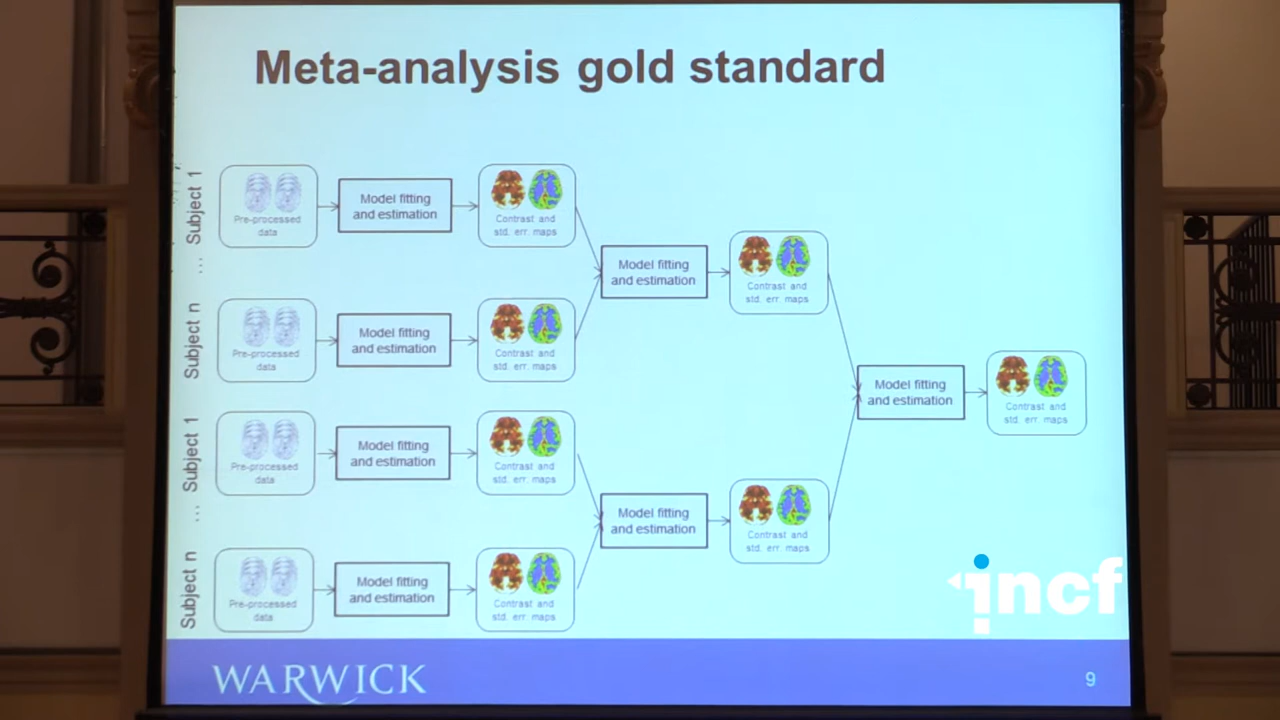 Meta-analysis gold standard
Subject 1
...
Subject n
Subject 1
...
Subject n
Pre-processed
data
Model fitting
and estimation
Contrast and
std. err. maps
Pre-processed
data
Model fitting
and estimation
Contrast and
std. err. maps
Model fitting
and estimation
Contrast and
std. err. maps
Pre-processed
data
Model fitting
and estimation
Contrast and
std. err. maps
Pre-processed
data
Model fitting
and estimation
Contrast and
std. err. maps
Model fitting
and estimation
Contrast and
std. err. maps
Model fitting
and estimation
Contrast and
std. err. maps
incf
WARWICK
9